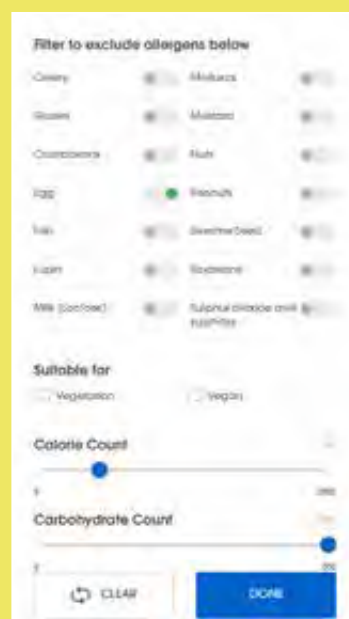 Filter to exclude allergens below
Celery
Molluscs
Gluten
Mustard
Crustaceans
Nuts
Egg
Peanuts
Fish
Sesame Seed
Lupin
Soybeans
Milk (Lactose)
Sulphur dioxide and
sulphites
Suitable for
Vegetarian
Vegan
Calorie Count
Carbohydrate Count
CLEAR
DONE